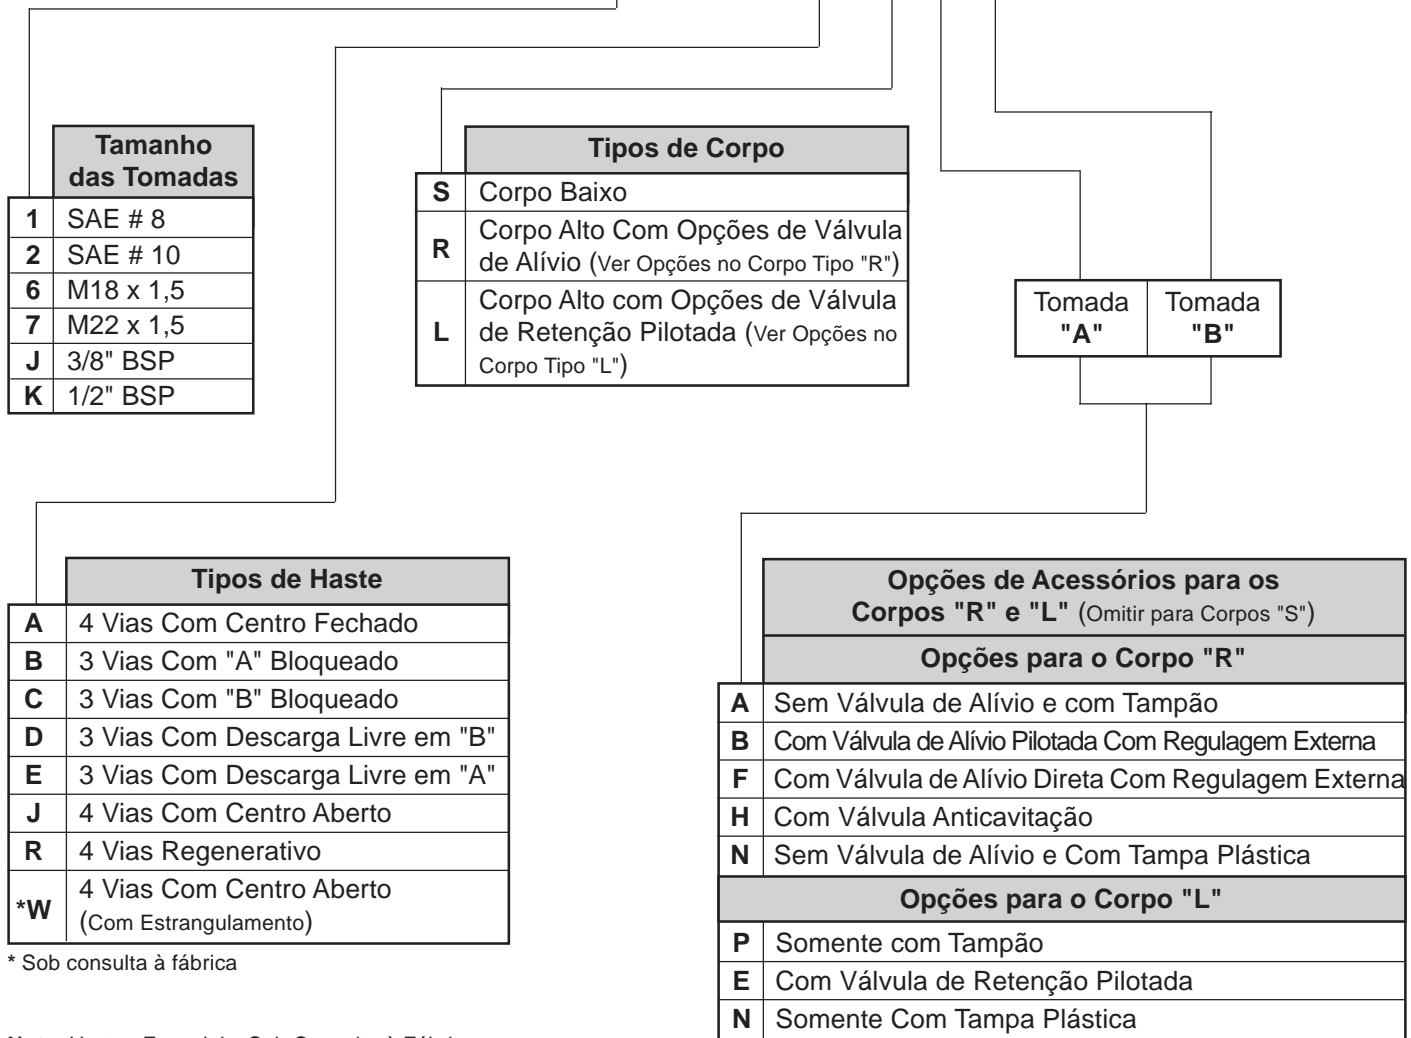 Tamanho
das Tomadas
1 SAE # 8
2 SAE # 10
6 M18 x 1,5
7 M22 x 1,5
J 3/8" BSP
K 1/2" BSP
Tipos de Corpo
S Corpo Baixo
R Corpo Alto Com Opções de Válvula
de Alívio (Ver Opções no Corpo Tipo "R")
L Corpo Alto com Opções de Válvula
de Retenção Pilotada (Ver Opções no
Corpo Tipo "L")
Tomada
"A"
Tomada
"B"
Tipos de Haste
A 4 Vias Com Centro Fechado
B 3 Vias Com "A" Bloqueado
C 3 Vias Com "B" Bloqueado
D 3 Vias Com Descarga Livre em "B"
E 3 Vias Com Descarga Livre em "A"
J 4 Vias Com Centro Aberto
R 4 Vias Regenerativo
*W 4 Vias Com Centro Aberto
(Com Estrangulamento)
* Sob consulta à fábrica
Opções de Acessórios para os
Corpos "R" e "L" (Omitir para Corpos "S")
Opções para o Corpo "R"
A Sem Válvula de Alívio e com Tampão
B Com Válvula de Alívio Pilotada Com Regulagem Externa
F Com Válvula de Alívio Direta Com Regulagem Externa
H Com Válvula Anticavitação
N Sem Válvula de Alívio e Com Tampa Plástica
Opções para o Corpo "L"
P Somente com Tampão
E Com Válvula de Retenção Pilotada
N Somente Com Tampa Plástica